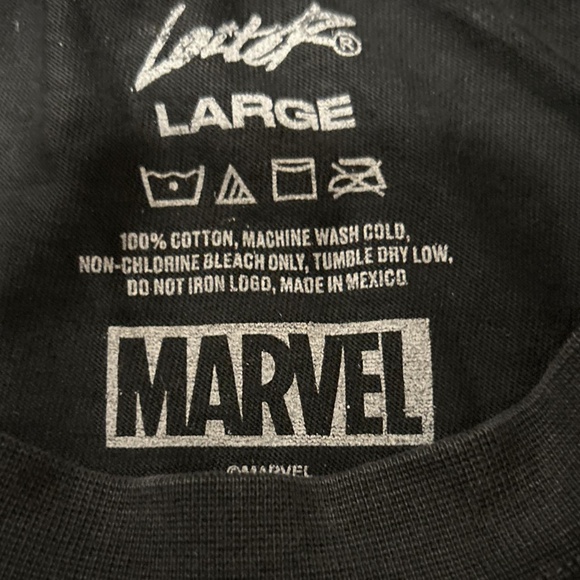 LARGE
100% COTTON, MACHINE WASH COLD,
NON-CHLORINE BLEACH ONLY, TUMBLE DRY LOW,
DO NOT IRON LOGO, MADE IN MEXICO
MARVEL
©MARVEL